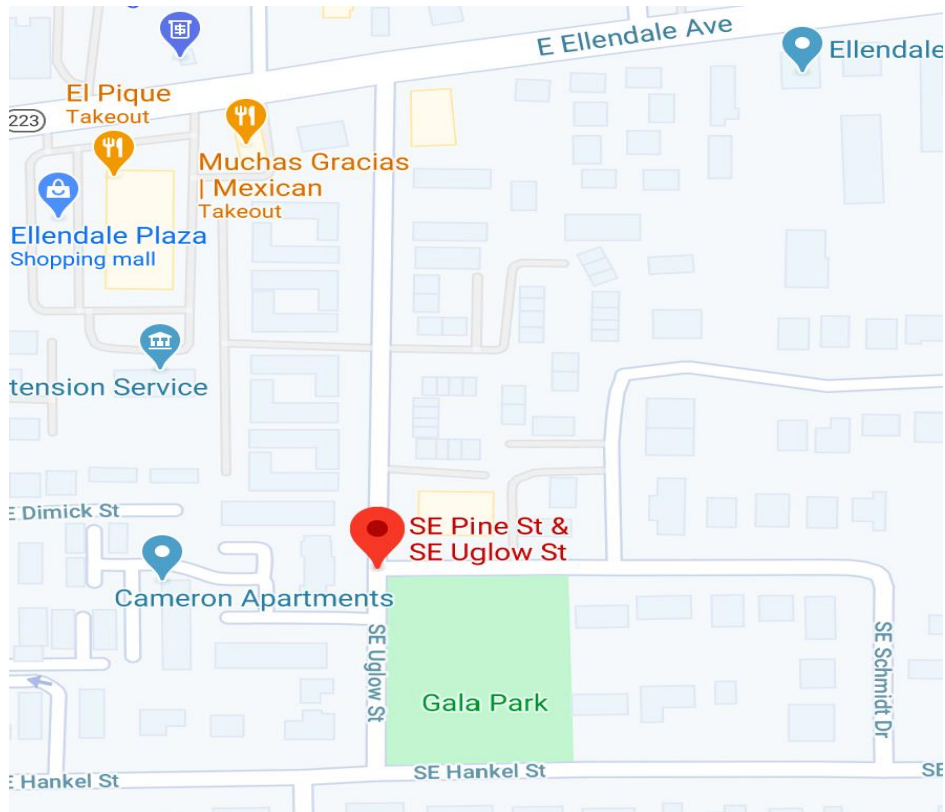 E Ellendale Ave
Ellendale
El Pique
Takeout
223
Muchas Gracias
| Mexican
Takeout
Ellendale Plaza
Shopping mall
tension Service
E Dimick St
SE Pine St &
SE Uglow St
Cameron Apartments
SE Uglow St
SE Schmidt Dr
Gala Park
E Hankel St
SE Hankel St
SE